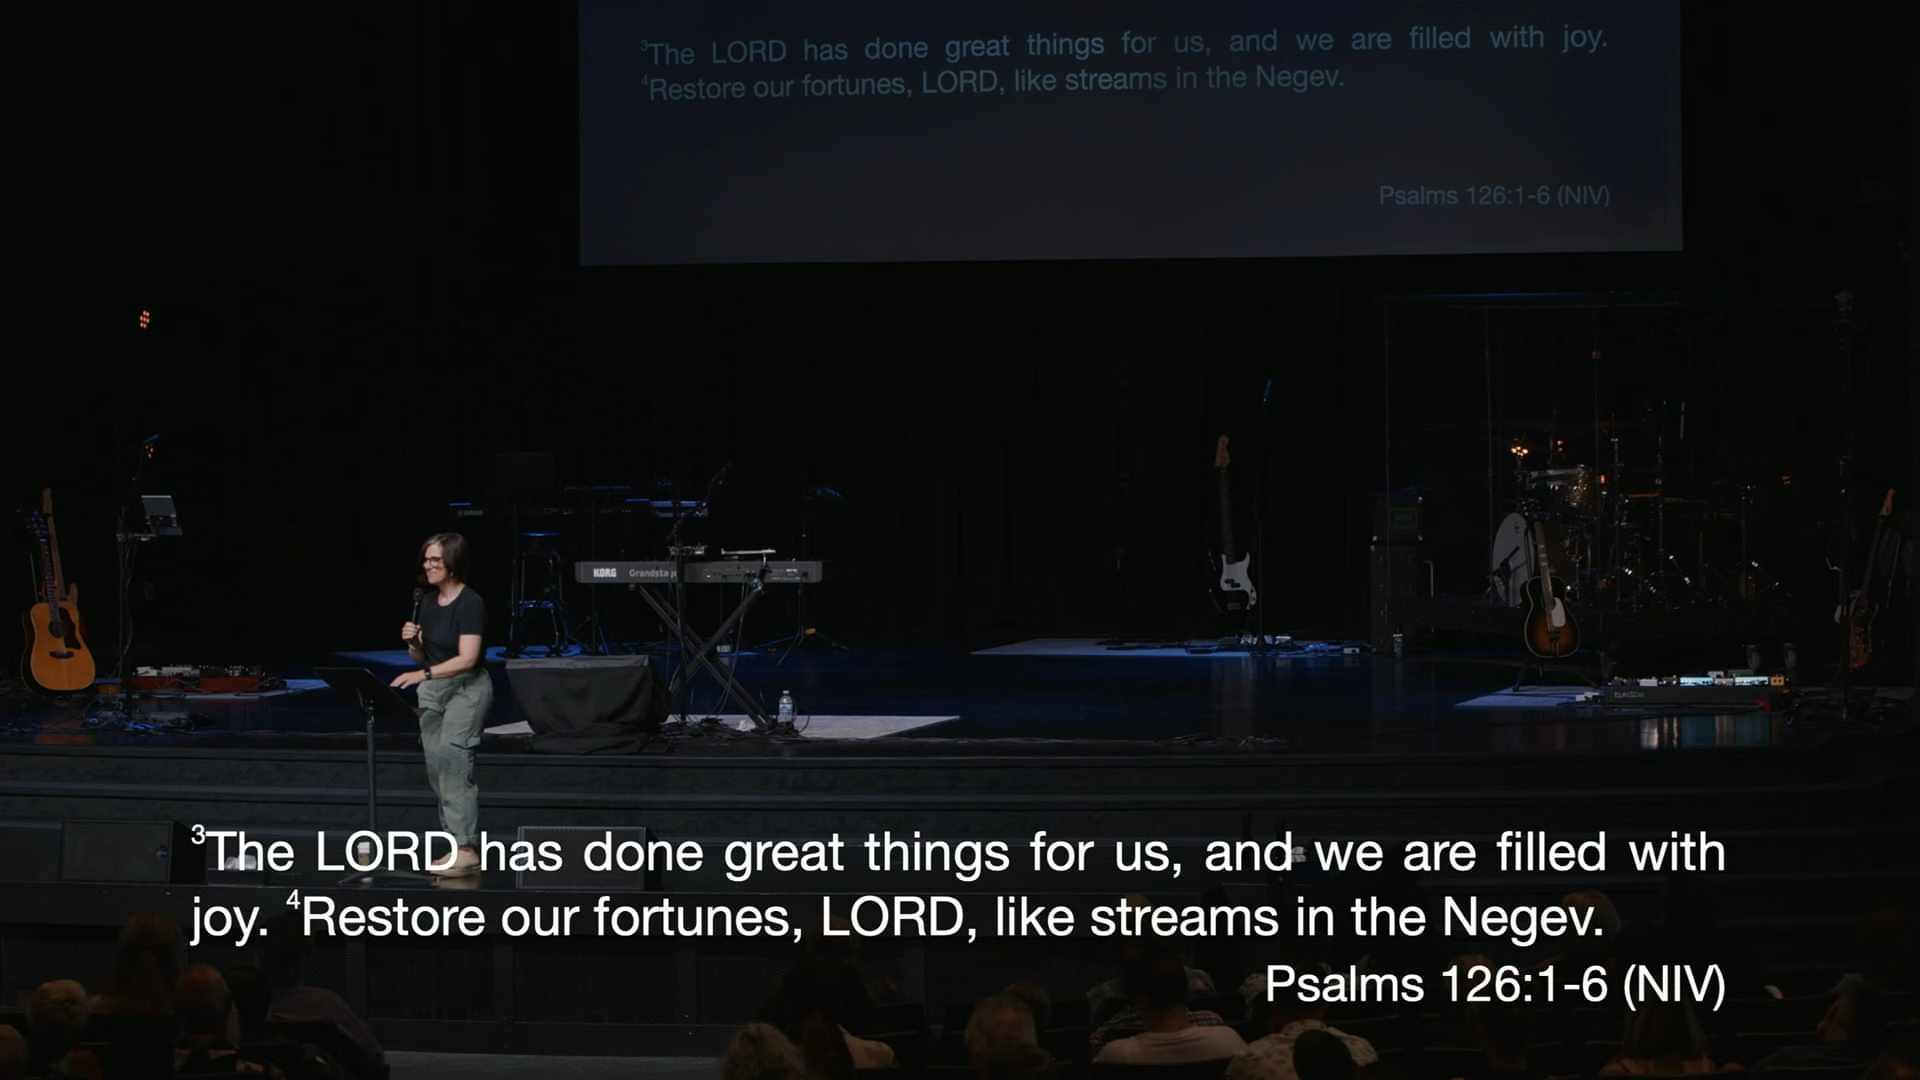 ³The LORD has done great things for us, and we are filled with joy.
⁴Restore our fortunes, LORD, like streams in the Negev.
Psalms 126:1-6 (NIV)
KORG Grandstage
³The LORD has done great things for us, and we are filled with
joy. ⁴Restore our fortunes, LORD, like streams in the Negev.
Psalms 126:1-6 (NIV)